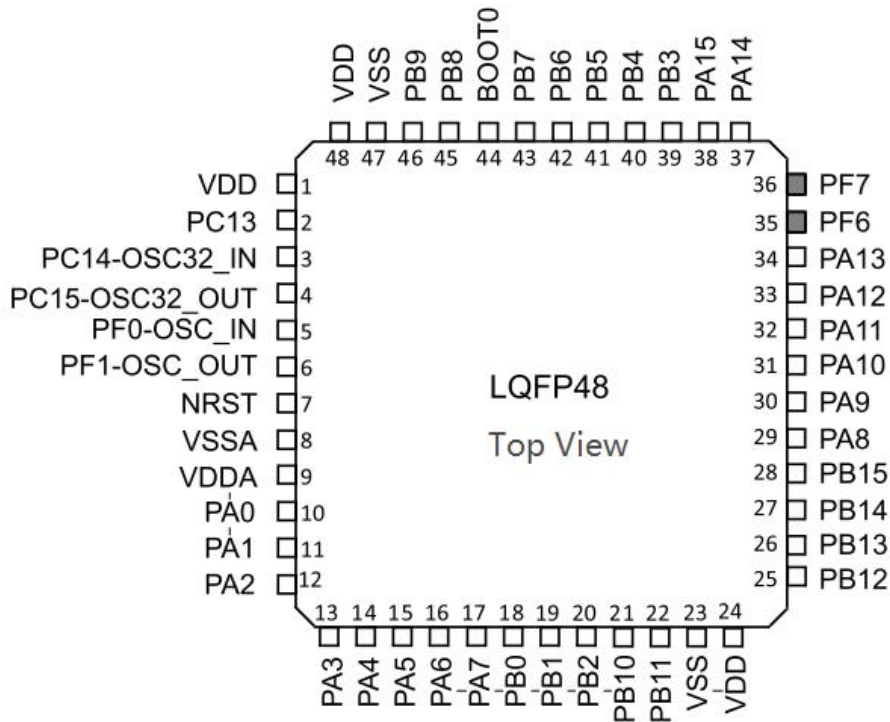 VDD VSS PB9 PB8 BOOT0 PB7 PB6 PB5 PB4 PB3 PA15 PA14
48 47 46 45 44 43 42 41 40 39 38 37
VDD 1
PC13 2
PC14-OSC32_IN 3
PC15-OSC32_OUT 4
PF0-OSC_IN 5
PF1-OSC_OUT 6
NRST 7
VSSA 8
VDDA 9
PA0 10
PA1 11
PA2 12
LQFP48
Top View
36 PF7
35 PF6
34 PA13
33 PA12
32 PA11
31 PA10
30 PA9
29 PA8
28 PB15
27 PB14
26 PB13
25 PB12
13 14 15 16 17 18 19 20 21 22 23 24
PA3 PA4 PA5 PA6 PA7 PB0 PB1 PB2 PB10 PB11 VSS VDD